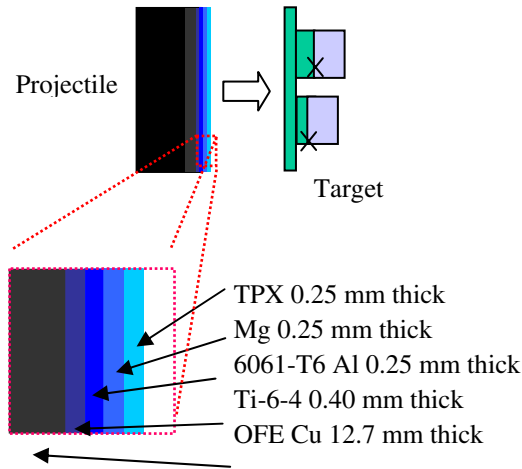 Projectile
Target
TPX 0.25 mm thick
Mg 0.25 mm thick
6061-T6 Al 0.25 mm thick
Ti-6-4 0.40 mm thick
OFE Cu 12.7 mm thick